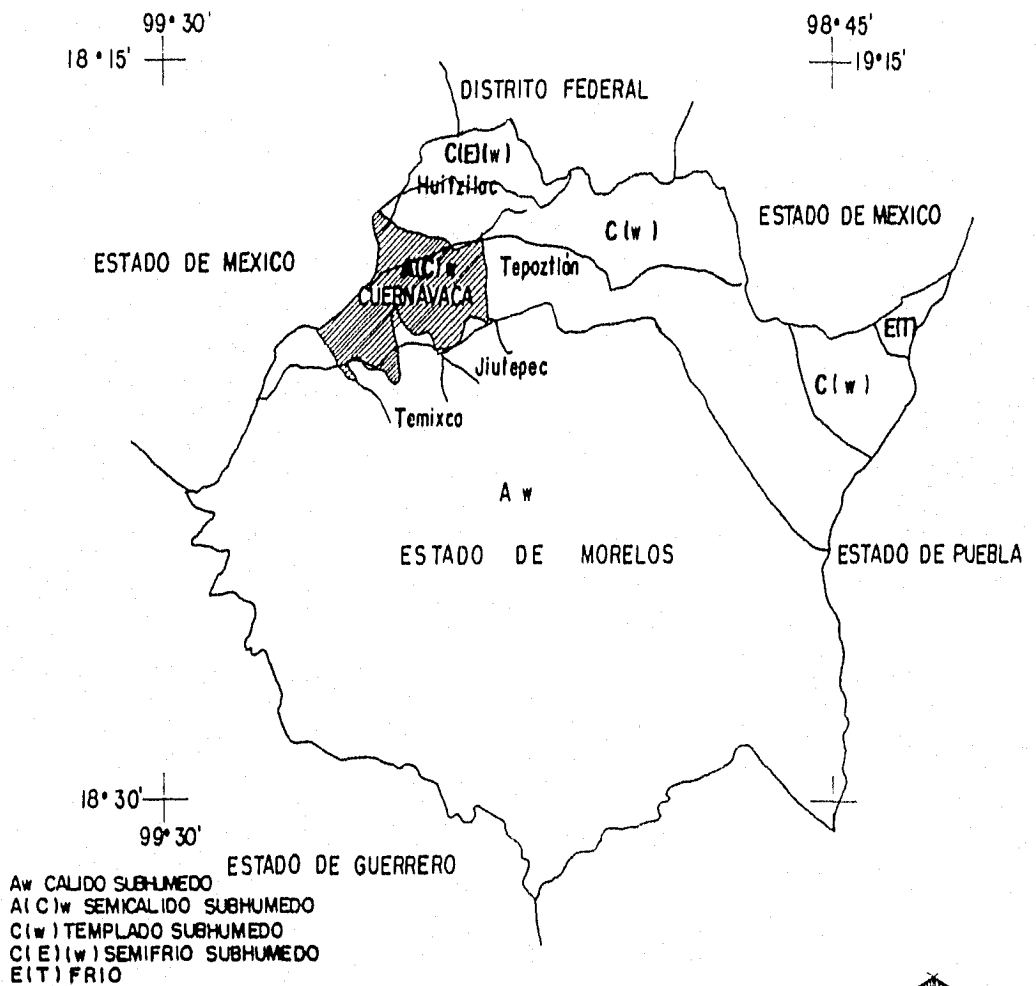 99° 30'
98° 45'
18° 15'
19° 15'
DISTRITO FEDERAL
C(E)(w)
Huitzilac
ESTADO DE MEXICO
C(w)
ESTADO DE MEXICO
A(C)w
Tepoztlán
CUERNAVACA
E(T)
Jiutepec
C(w)
Temixco
A w
ESTADO DE MORELOS
ESTADO DE PUEBLA
18° 30'
99° 30'
ESTADO DE GUERRERO
Aw CALIDO SUBHUMEDO
A(C)w SEMICALIDO SUBHUMEDO
C(w) TEMPLADO SUBHUMEDO
C(E)(w) SEMIFRIO SUBHUMEDO
E(T) FRIO